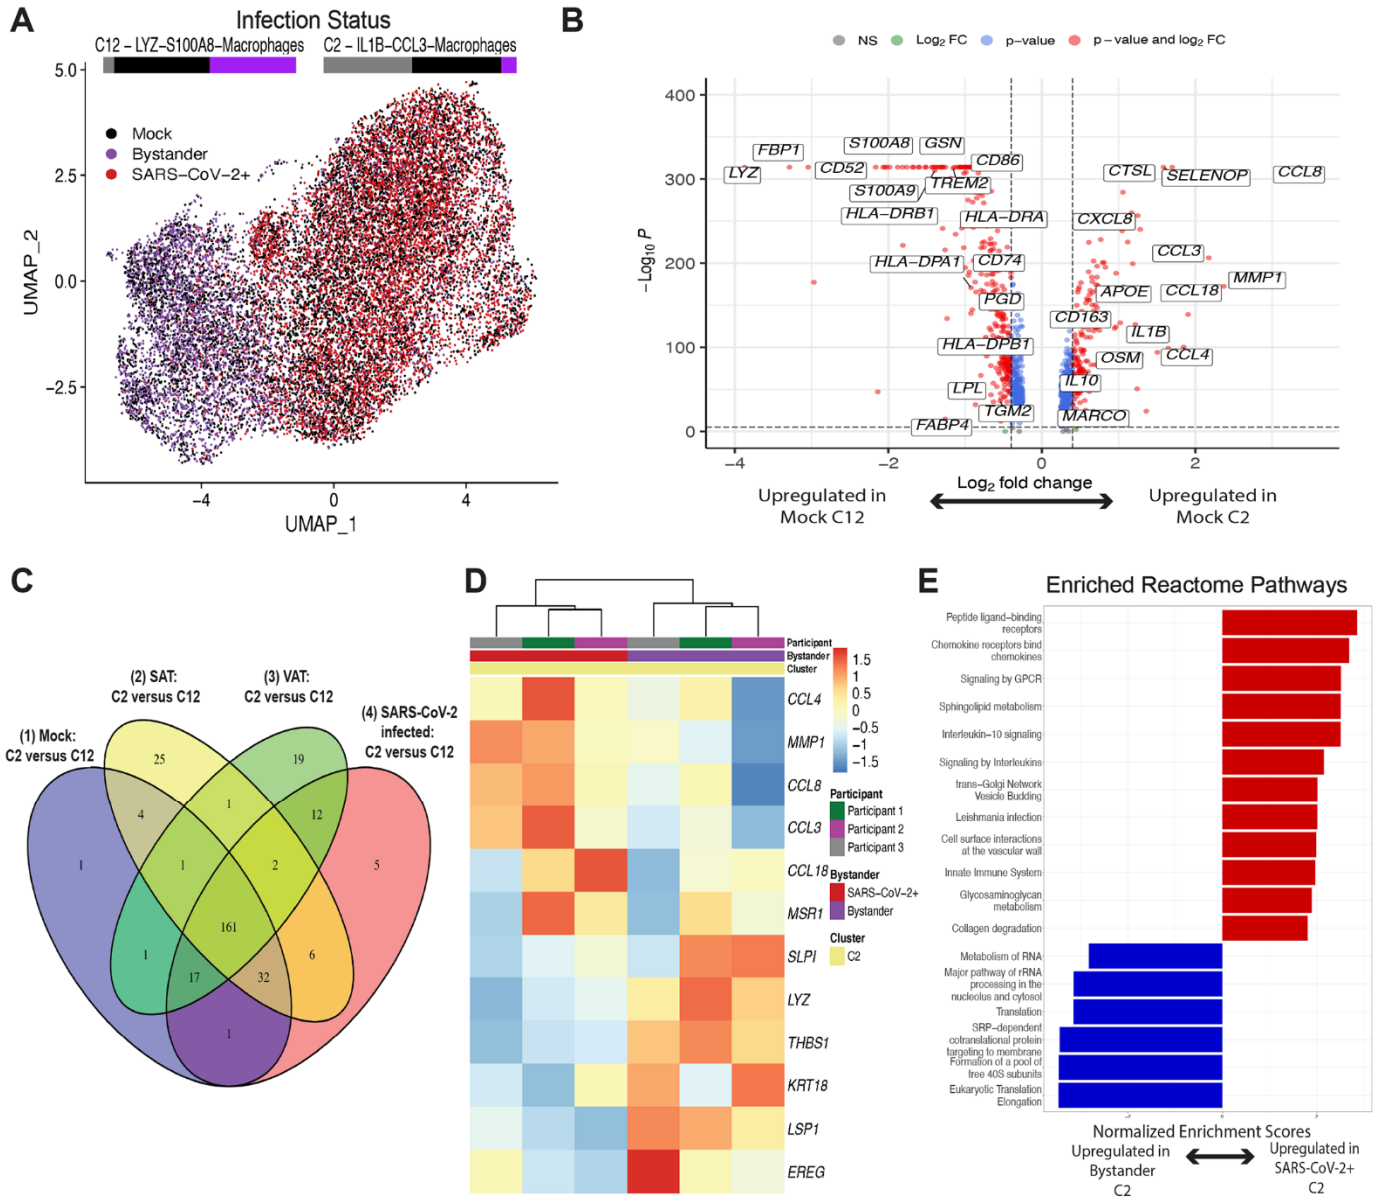 A
Infection Status
C12 – LYZ–S100A8–Macrophages
C2 – IL1B–CCL3–Macrophages
Mock
Bystander
SARS–CoV–2+
5.0
2.5
0.0
−2.5
UMAP_2
−4
0
4
UMAP_1
B
NS
Log2 FC
p–value
p – value and log2 FC
400
300
200
100
0
−Log10 P
FBP1
LYZ
S100A8
GSN
CD52
CD86
S100A9
TREM2
HLA–DRB1
HLA–DRA
HLA–DPA1
CD74
PGD
HLA–DPB1
LPL
TGM2
FABP4
CTSL
SELENOP
CCL8
CXCL8
CCL3
MMP1
APOE
CCL18
CD163
IL1B
OSM
CCL4
IL10
MARCO
−4
−2
0
2
Log2 fold change
Upregulated in
Mock C12
Upregulated in
Mock C2
C
(2) SAT:
C2 versus C12
(3) VAT:
C2 versus C12
(1) Mock:
C2 versus C12
(4) SARS-CoV-2
infected:
C2 versus C12
25
19
4
1
12
1
1
2
5
161
1
6
17
32
1
D
Participant
Bystander
Cluster
CCL4
MMP1
CCL8
CCL3
CCL18
MSR1
SLPI
LYZ
THBS1
KRT18
LSP1
EREG
1.5
1
0.5
0
−0.5
−1
−1.5
Participant
Participant 1
Participant 2
Participant 3
Bystander
SARS−CoV−2+
Bystander
Cluster
C2
E
Enriched Reactome Pathways
Peptide ligand−binding
receptors
Chemokine receptors bind
chemokines
Signaling by GPCR
Sphingolipid metabolism
Interleukin−10 signaling
Signaling by Interleukins
trans−Golgi Network
Vesicle Budding
Leishmania infection
Cell surface interactions
at the vascular wall
Innate Immune System
Glycosaminoglycan
metabolism
Collagen degradation
Metabolism of RNA
Major pathway of rRNA
processing in the
nucleolus and cytosol
Translation
SRP−dependent
cotranslational protein
targeting to membrane
Formation of a pool of
free 40S subunits
Eukaryotic Translation
Elongation
Normalized Enrichment Scores
Upregulated in
Bystander
C2
Upregulated in
SARS-CoV-2+
C2